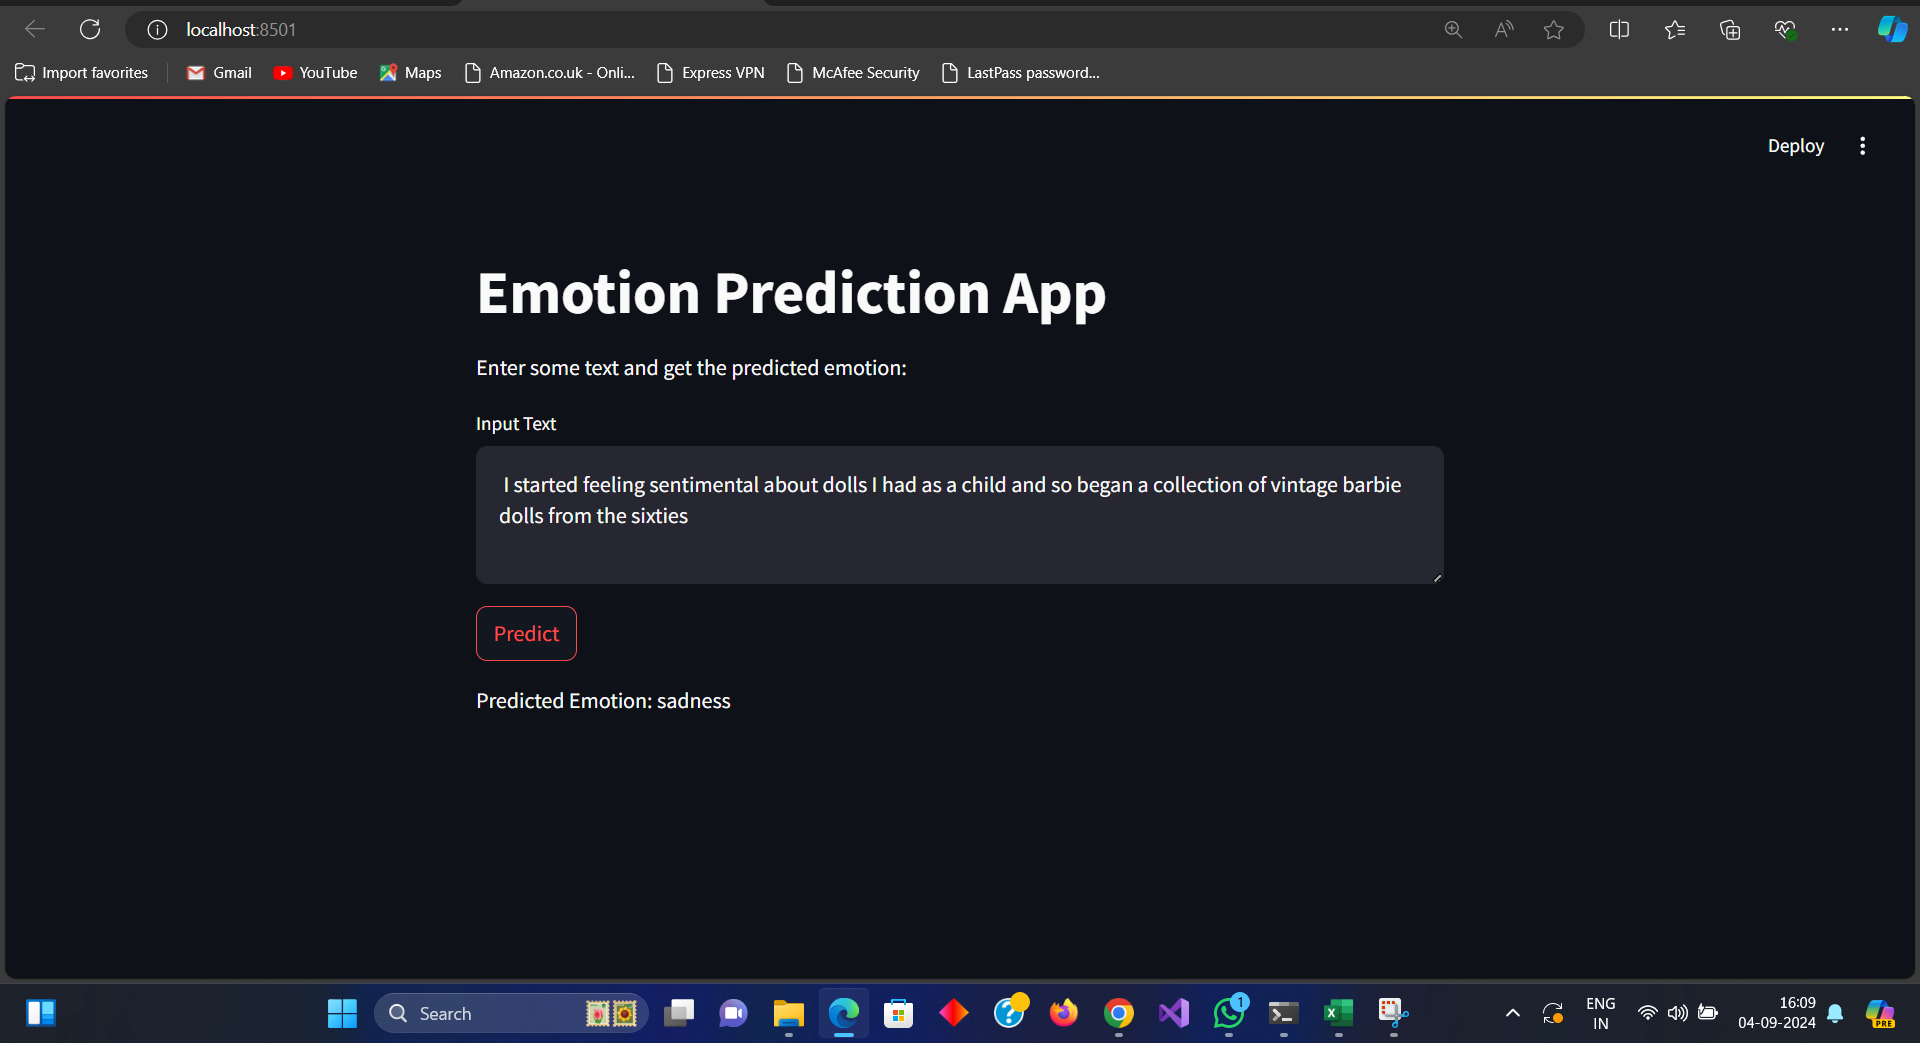 localhost:8501
Import favorites
Gmail
YouTube
Maps
Amazon.co.uk - Onli...
Express VPN
McAfee Security
LastPass password...
Deploy
Emotion Prediction App
Enter some text and get the predicted emotion:
Input Text
I started feeling sentimental about dolls I had as a child and so began a collection of vintage barbie
dolls from the sixties
Predict
Predicted Emotion: sadness
Search
1
ENG
IN
16:09
04-09-2024
PRE